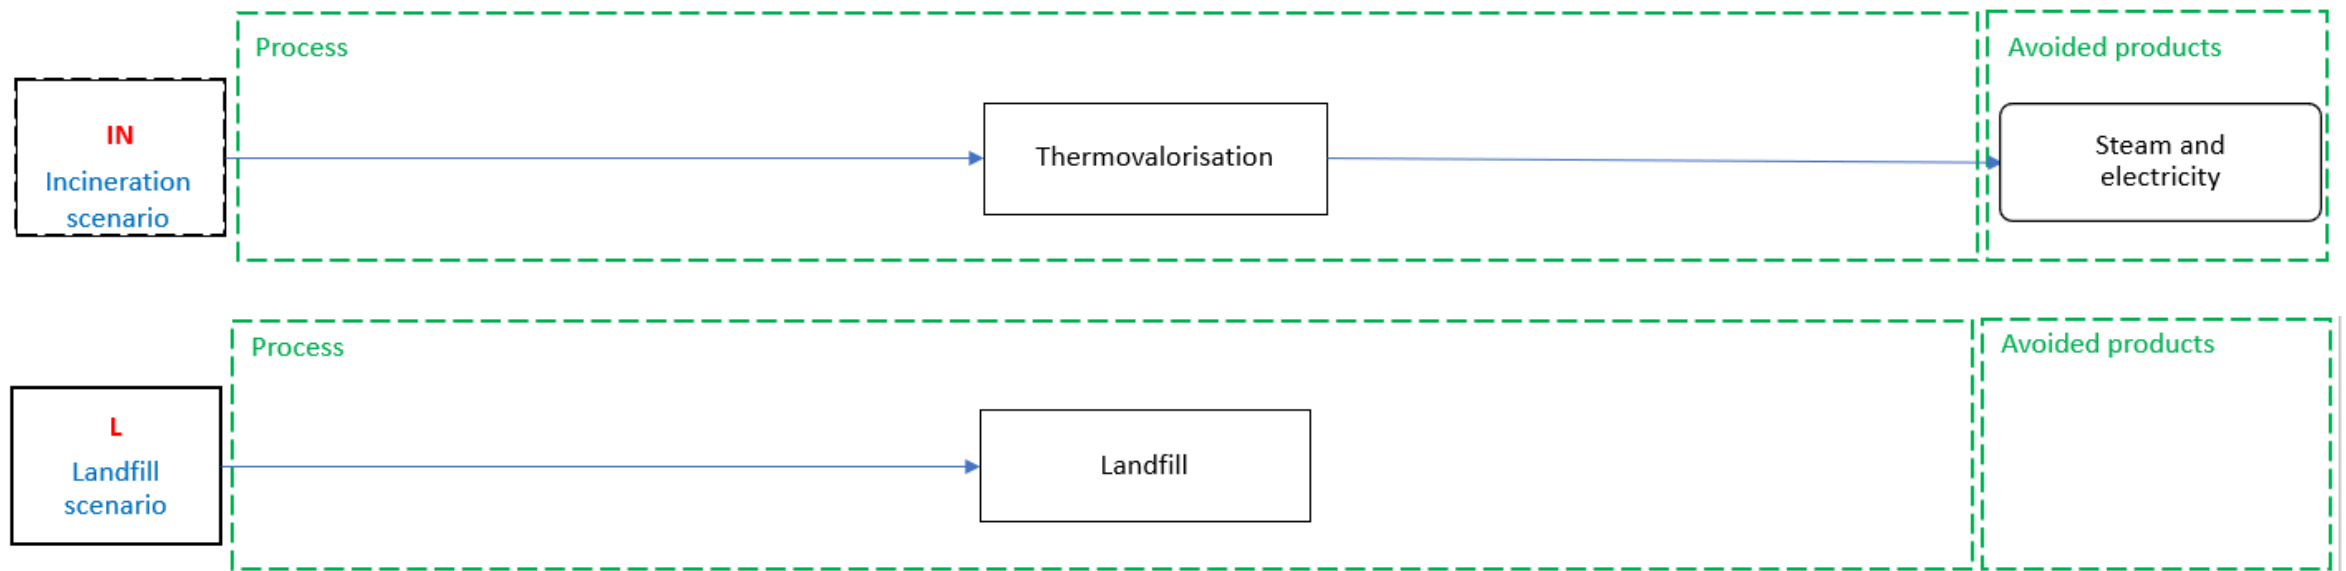 Process
Avoided products
IN
Incineration
scenario
Thermovalorisation
Steam and
electricity
Process
Avoided products
L
Landfill
scenario
Landfill